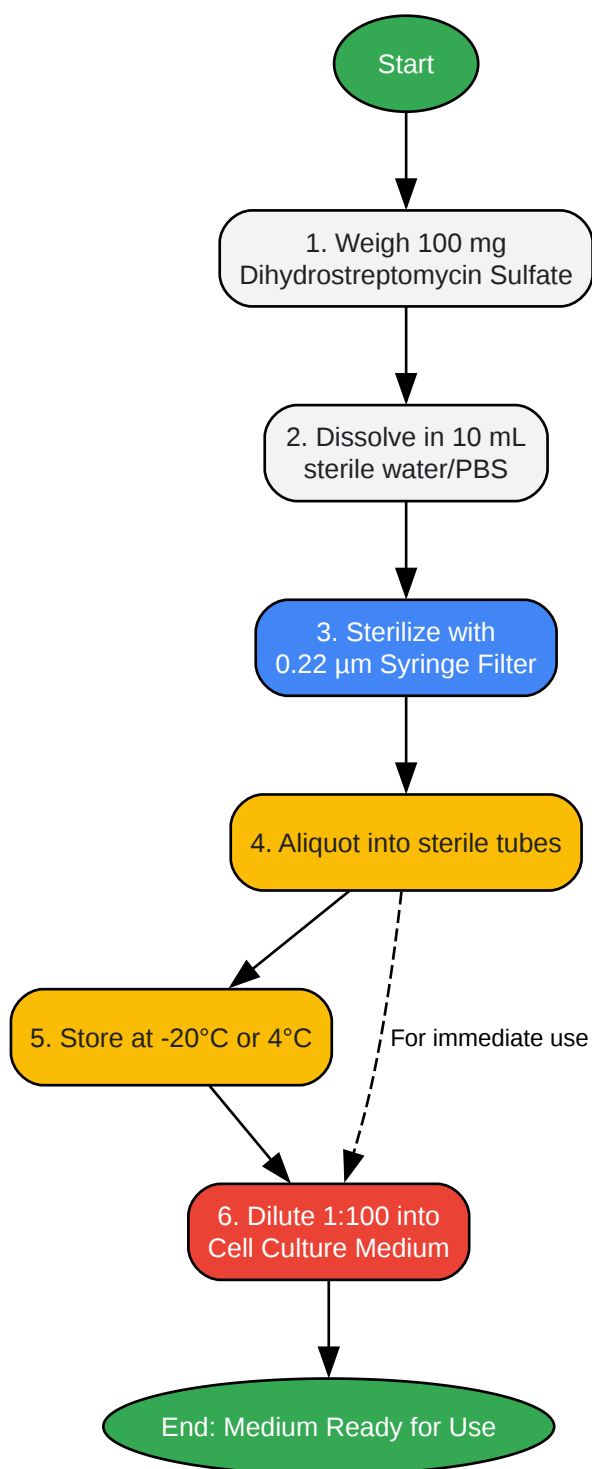 Start
1. Weigh 100 mg
Dihydrostreptomycin Sulfate
2. Dissolve in 10 mL
sterile water/PBS
3. Sterilize with
0.22 µm Syringe Filter
4. Aliquot into sterile tubes
5. Store at -20°C or 4°C
For immediate use
6. Dilute 1:100 into
Cell Culture Medium
End: Medium Ready for Use